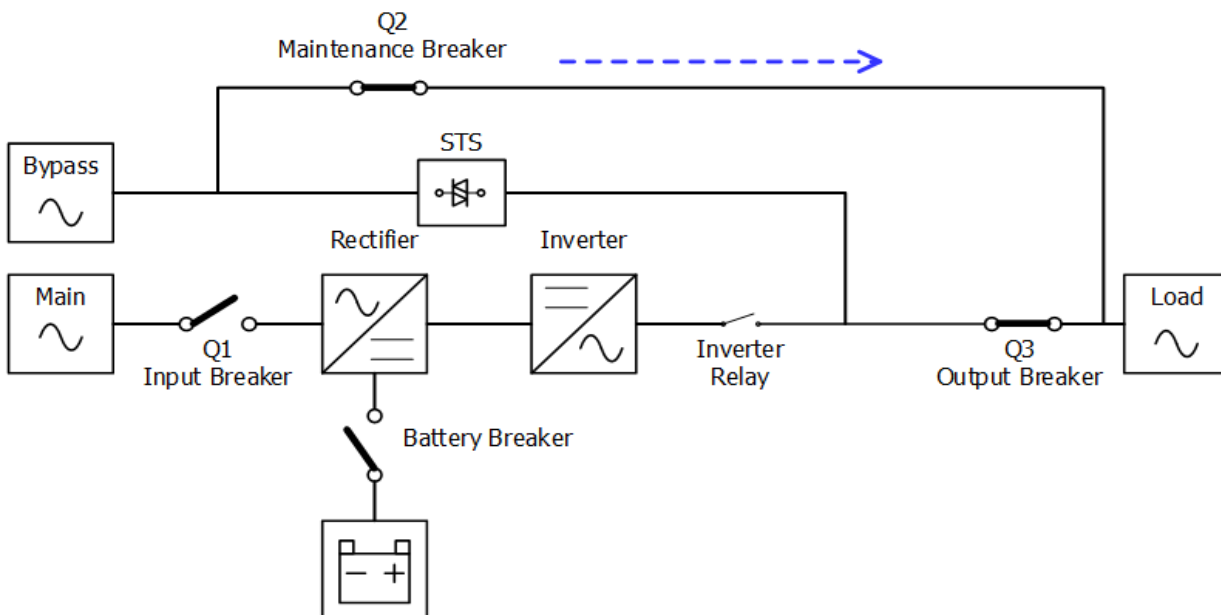 Q2
Maintenance Breaker
STS
Bypass
Rectifier
Inverter
Main
Load
Q1
Input Breaker
Inverter
Relay
Q3
Output Breaker
Battery Breaker
− +